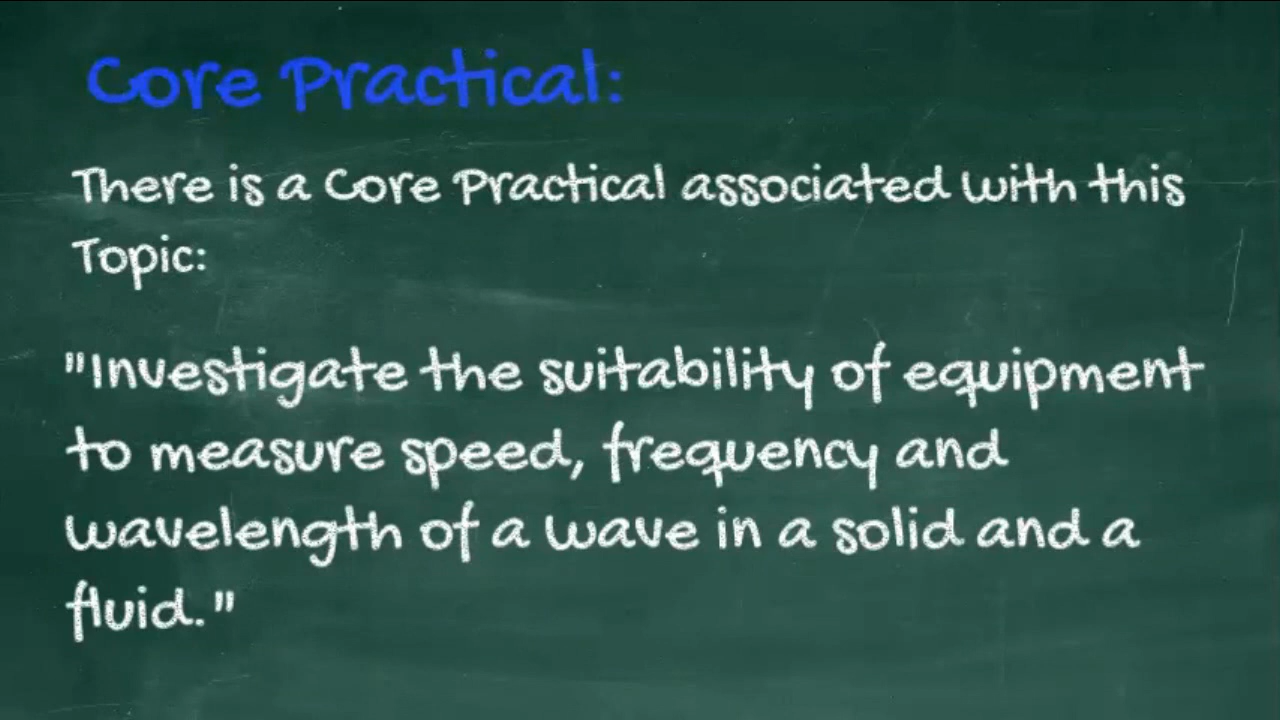 Core Practical:
There is a Core Practical associated with this
Topic:
"Investigate the suitability of equipment
to measure speed, frequency and
wavelength of a wave in a solid and a
fluid."